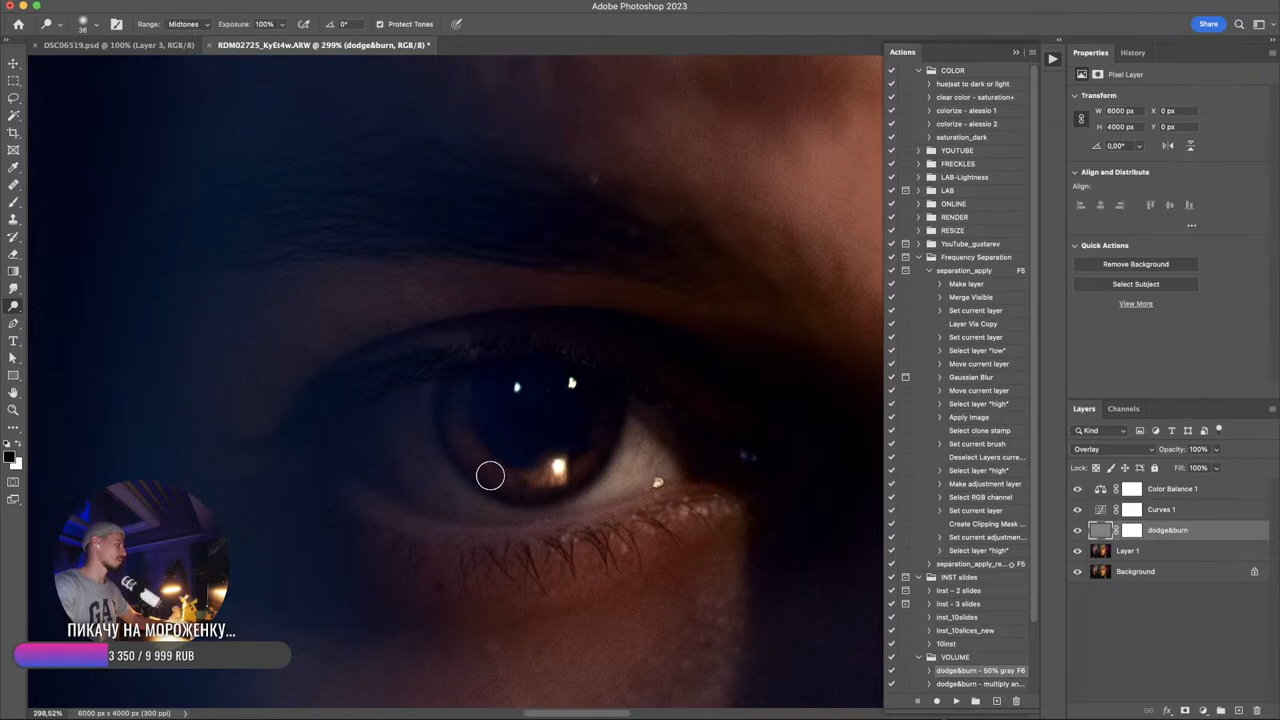 Adobe Photoshop 2023
Range: Midtones
Exposure: 100%
0°
Protect Tones
Share
36
DSC06519.psd @ 100% (Layer 3, RGB/8)
RDM02725_KyEt4w.ARW @ 299% (dodge&burn, RGB/8) *
Actions
COLOR
hue|sat to dark or light
clear color - saturation+
colorize - alessio 1
colorize - alessio 2
saturation_dark
YOUTUBE
FRECKLES
LAB-Lightness
LAB
ONLINE
RENDER
RESIZE
YouTube_gustarev
Frequency Separation
separation_apply F5
Make layer
Merge Visible
Set current layer
Layer Via Copy
Set current layer
Select layer "low"
Move current layer
Gaussian Blur
Move current layer
Select layer "high"
Apply Image
Select clone stamp
Set current brush
Deselect Layers curre...
Select layer "high"
Make adjustment layer
Select RGB channel
Set current layer
Create Clipping Mask ...
Set current adjustmen...
Select layer "high"
separation_apply_re... F5
INST slides
inst – 2 slides
inst - 3 slides
inst_10slides
inst_10slices_new
10inst
VOLUME
dodge&burn - 50% gray F6
dodge&burn - multiply an...
Properties
History
Pixel Layer
Transform
W 6000 px
X 0 px
H 4000 px
Y 0 px
0,00°
Align and Distribute
Align:
Quick Actions
Remove Background
Select Subject
View More
Layers
Channels
Kind
Overlay
Opacity: 100%
Lock:
Fill: 100%
Color Balance 1
Curves 1
dodge&burn
Layer 1
Background
ПИКАЧУ НА МОРОЖЕНКУ...
3 350 / 9 999 RUB
298,52%
6000 px x 4000 px (300 ppi)